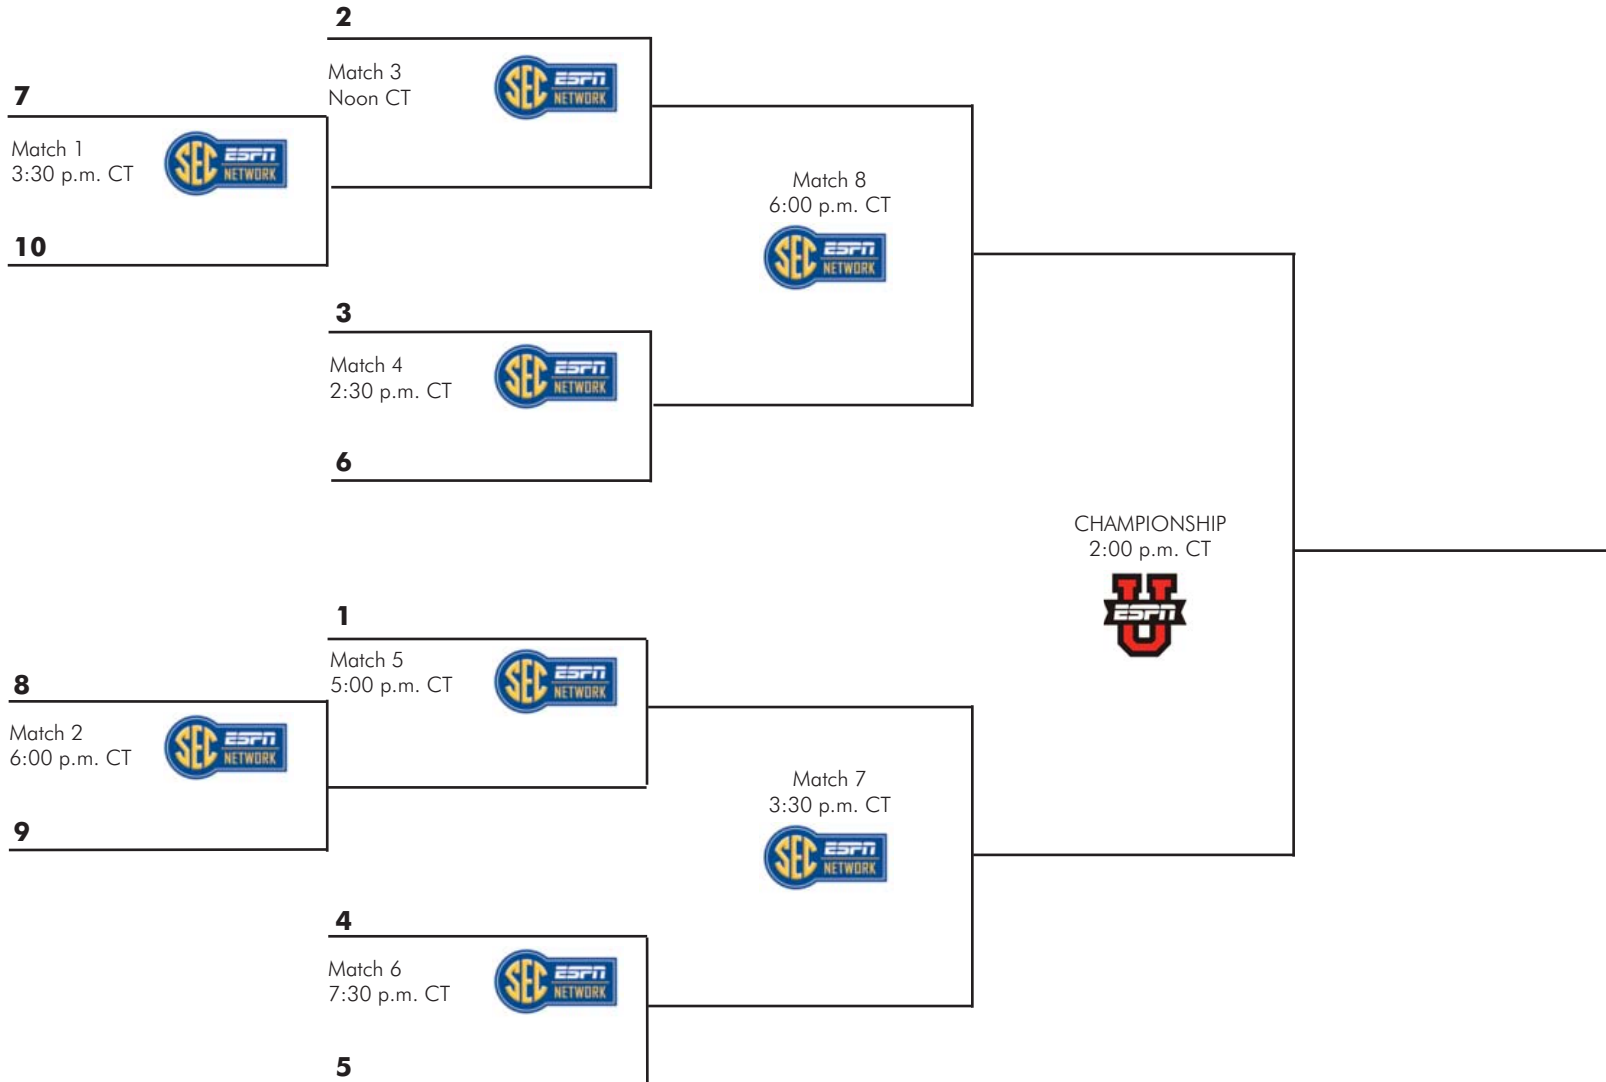 2
Match 3
Noon CT
SEC ESPN
NETWORK
7
Match 1
3:30 p.m. CT
SEC ESPN
NETWORK
10
Match 8
6:00 p.m. CT
SEC ESPN
NETWORK
3
Match 4
2:30 p.m. CT
SEC ESPN
NETWORK
6
CHAMPIONSHIP
2:00 p.m. CT
U
ESPN
1
Match 5
5:00 p.m. CT
SEC ESPN
NETWORK
8
Match 2
6:00 p.m. CT
SEC ESPN
NETWORK
9
Match 7
3:30 p.m. CT
SEC ESPN
NETWORK
4
Match 6
7:30 p.m. CT
SEC ESPN
NETWORK
5